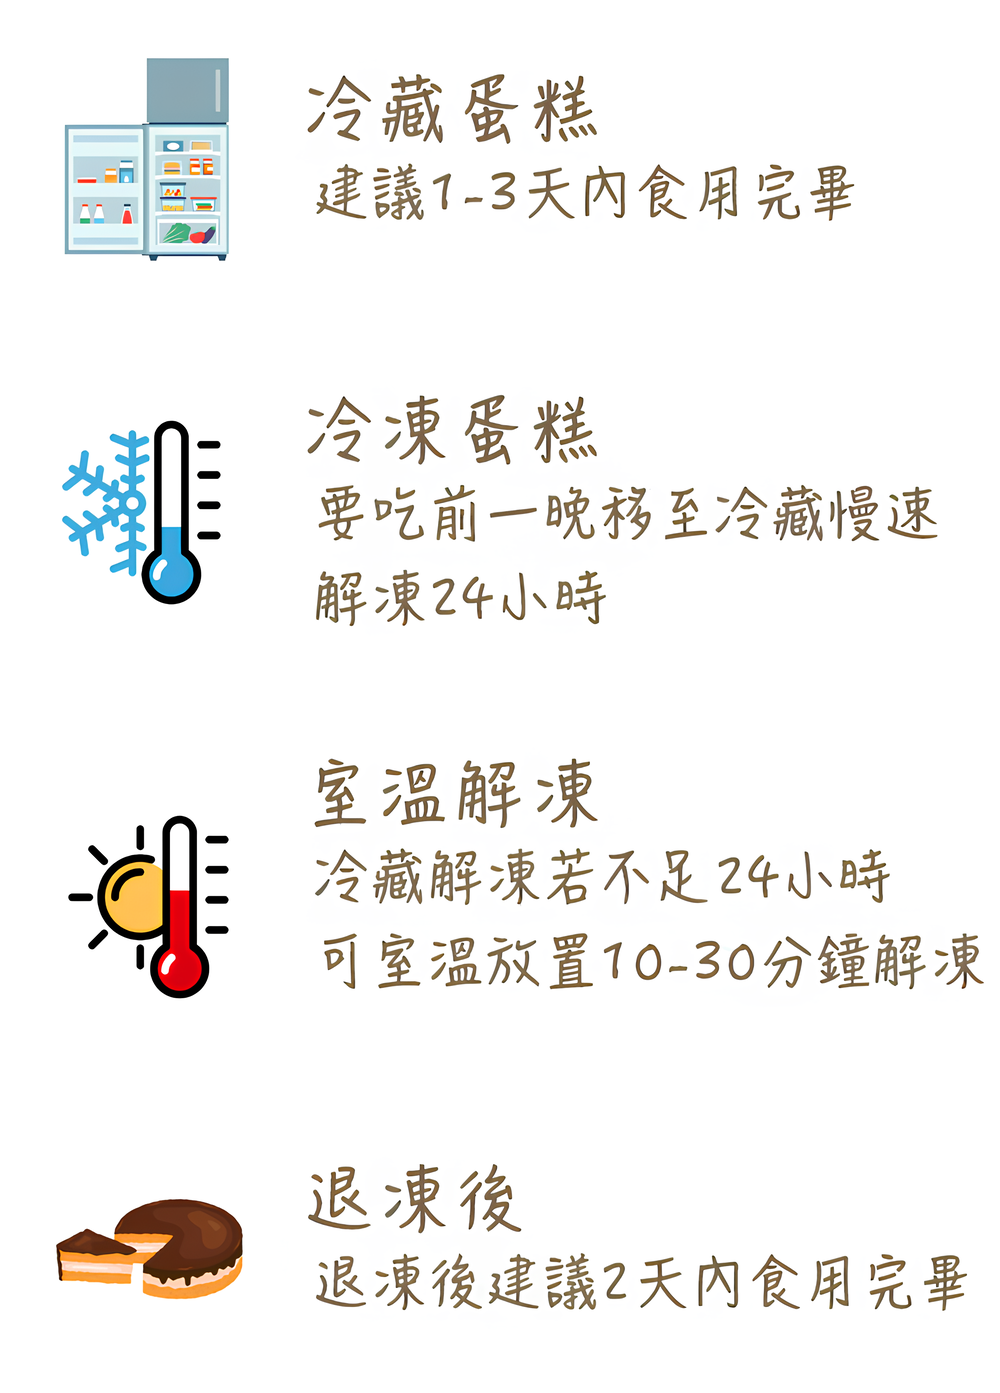 冷藏蛋糕
建議1-3天內食用完畢
冷凍蛋糕
要吃前一晚移至冷藏慢速
解凍24小時
室溫解凍
冷藏解凍若不足24小時
可室溫放置10-30分鐘解凍
退凍後
退凍後建議2天內食用完畢